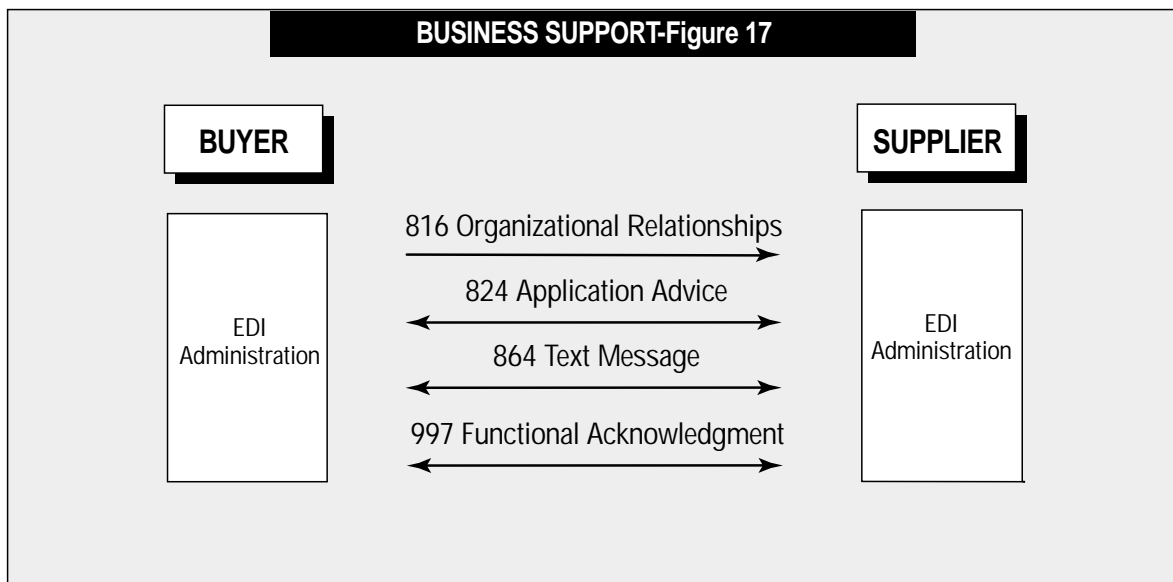 BUSINESS SUPPORT-Figure 17
BUYER
SUPPLIER
816 Organizational Relationships
824 Application Advice
EDI
Administration
EDI
Administration
864 Text Message
997 Functional Acknowledgment